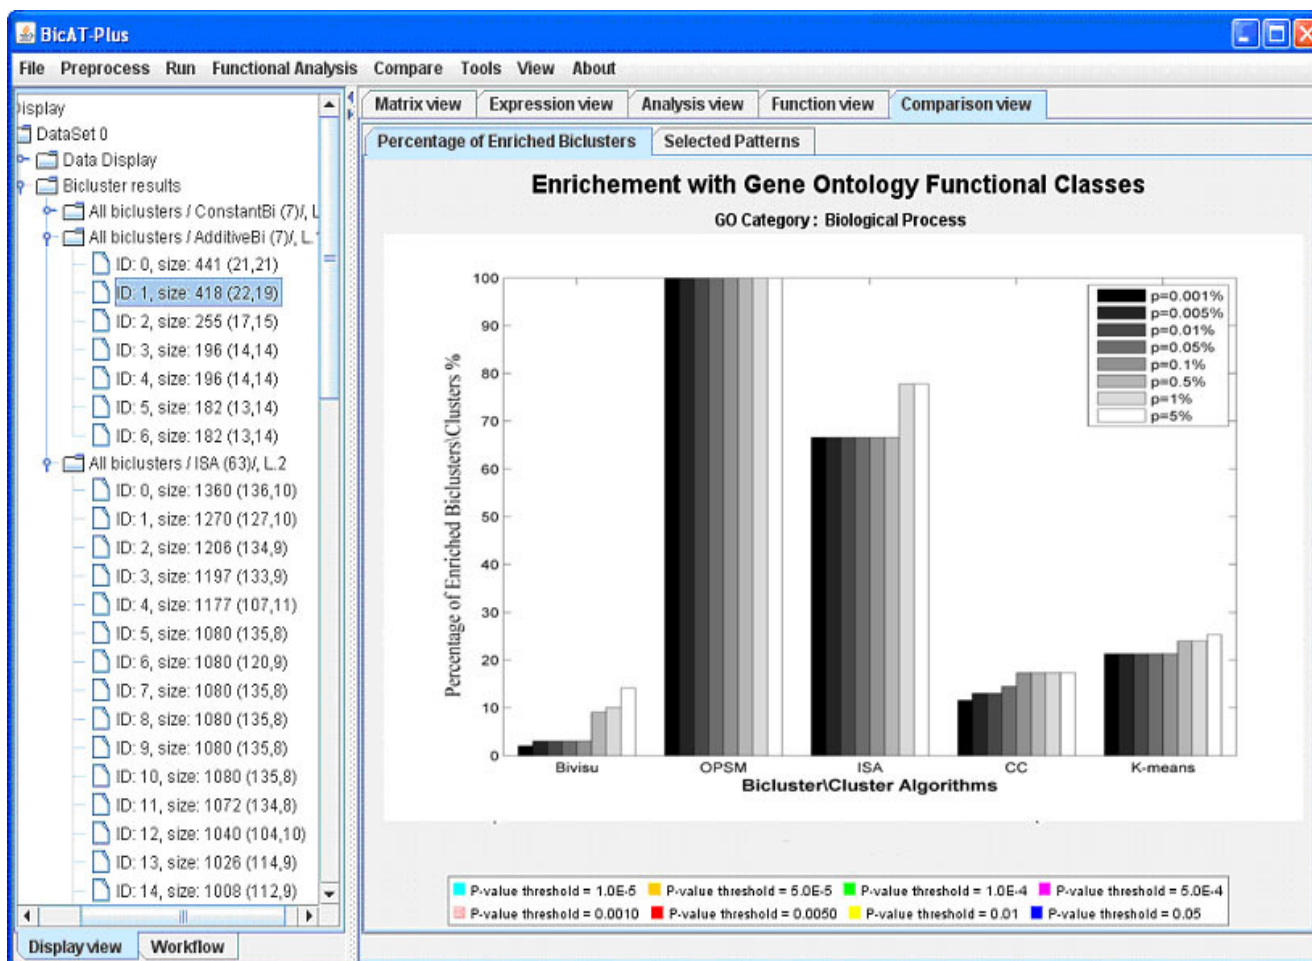 BicAT-Plus
File Preprocess Run Functional Analysis Compare Tools View About
Display
DataSet 0
Data Display
Bicluster results
All biclusters / ConstantBi (7)/, L
All biclusters / AdditiveBi (7)/, L.
ID: 0, size: 441 (21,21)
ID: 1, size: 418 (22,19)
ID: 2, size: 255 (17,15)
ID: 3, size: 196 (14,14)
ID: 4, size: 196 (14,14)
ID: 5, size: 182 (13,14)
ID: 6, size: 182 (13,14)
All biclusters / ISA (63)/, L.2
ID: 0, size: 1360 (136,10)
ID: 1, size: 1270 (127,10)
ID: 2, size: 1206 (134,9)
ID: 3, size: 1197 (133,9)
ID: 4, size: 1177 (107,11)
ID: 5, size: 1080 (135,8)
ID: 6, size: 1080 (120,9)
ID: 7, size: 1080 (135,8)
ID: 8, size: 1080 (135,8)
ID: 9, size: 1080 (135,8)
ID: 10, size: 1080 (135,8)
ID: 11, size: 1072 (134,8)
ID: 12, size: 1040 (104,10)
ID: 13, size: 1026 (114,9)
ID: 14, size: 1008 (112,9)
Display view Workflow
Matrix view Expression view Analysis view Function view Comparison view
Percentage of Enriched Biclusters Selected Patterns
Enrichement with Gene Ontology Functional Classes
GO Category : Biological Process
Percentage of Enriched Biclusters\Clusters %
100
90
80
70
60
50
40
30
20
10
0
p=0.001%
p=0.005%
p=0.01%
p=0.05%
p=0.1%
p=0.5%
p=1%
p=5%
Bivisu OPSM ISA CC K-means
Bicluster\Cluster Algorithms
P-value threshold = 1.0E-5 P-value threshold = 5.0E-5 P-value threshold = 1.0E-4 P-value threshold = 5.0E-4
P-value threshold = 0.0010 P-value threshold = 0.0050 P-value threshold = 0.01 P-value threshold = 0.05